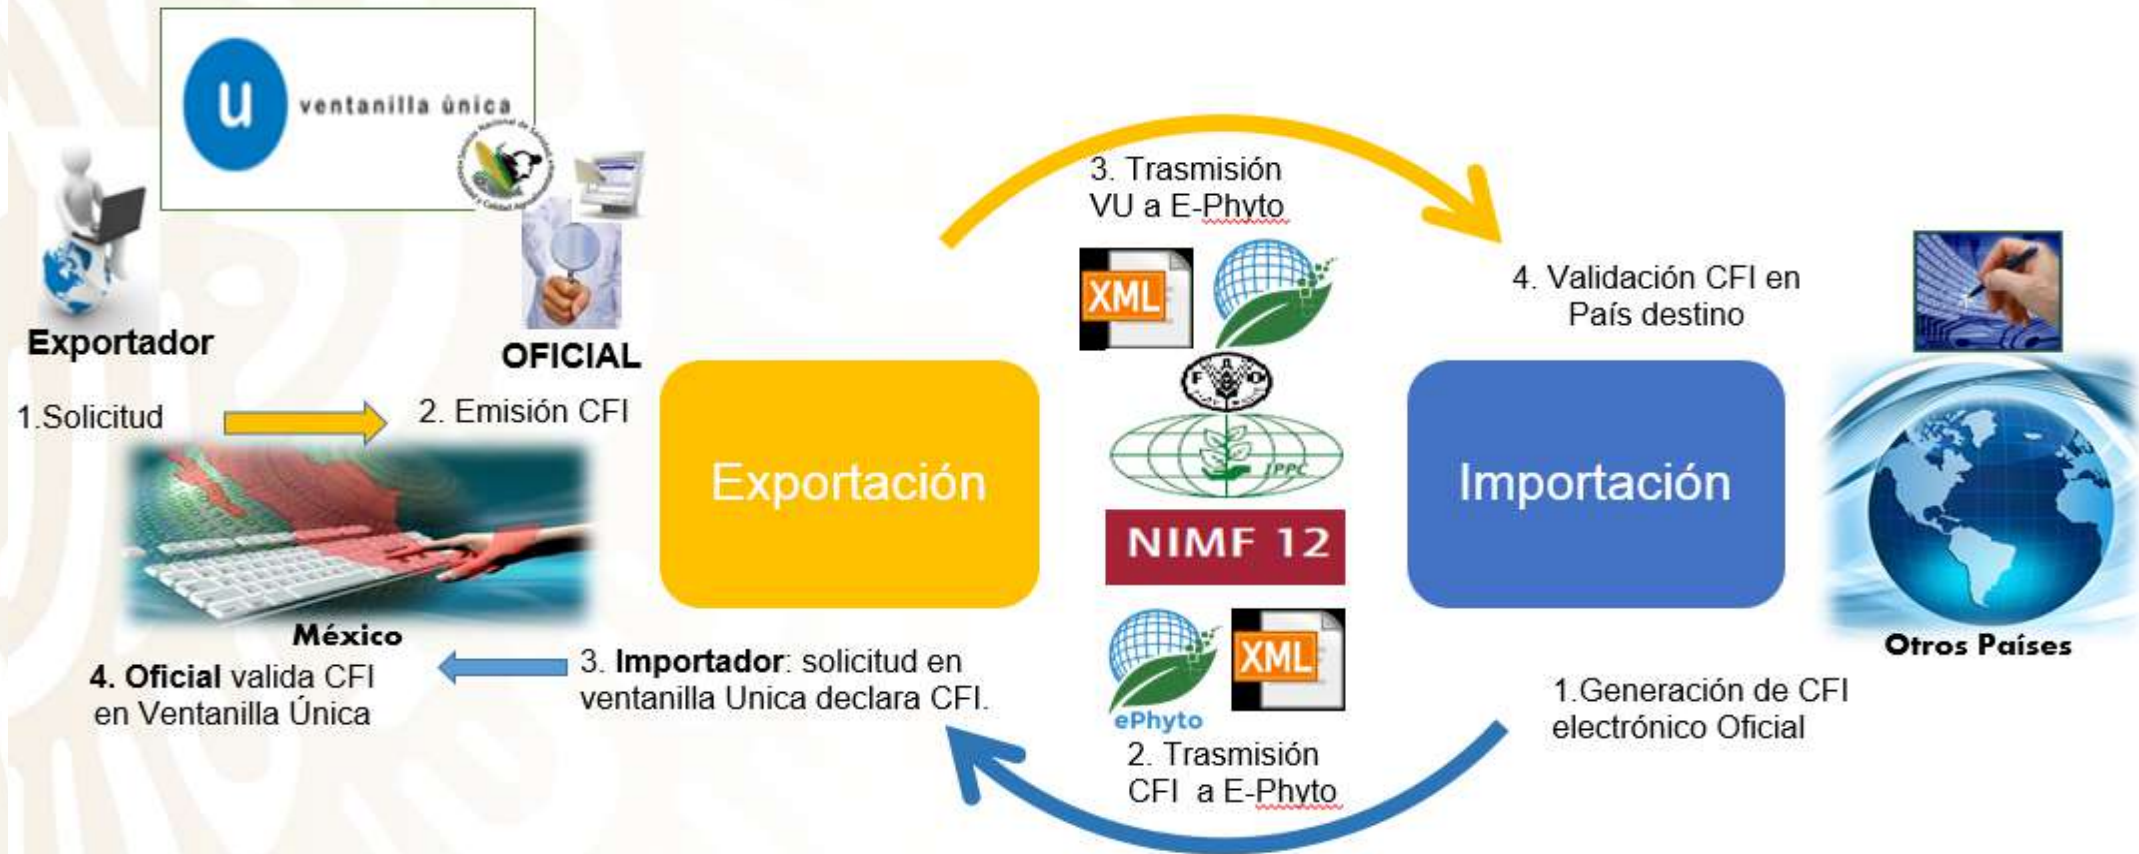 u
ventanilla única
Exportador
OFICIAL
1.Solicitud
2. Emisión CFI
México
4. Oficial valida CFI
en Ventanilla Única
3. Importador: solicitud en
ventanilla Unica declara CFI.
Exportación
3. Trasmisión
VU a E-Phyto
XML
F A O
IPPC
NIMF 12
XML
ePhyto
2. Trasmisión
CFI a E-Phyto
Importación
4. Validación CFI en
País destino
Otros Países
1.Generación de CFI
electrónico Oficial